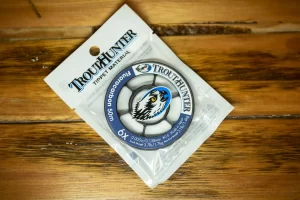 TROUTHUNTER
TIPPET MATERIAL
TROUTHUNTER
fluorocarbon 50m
6X